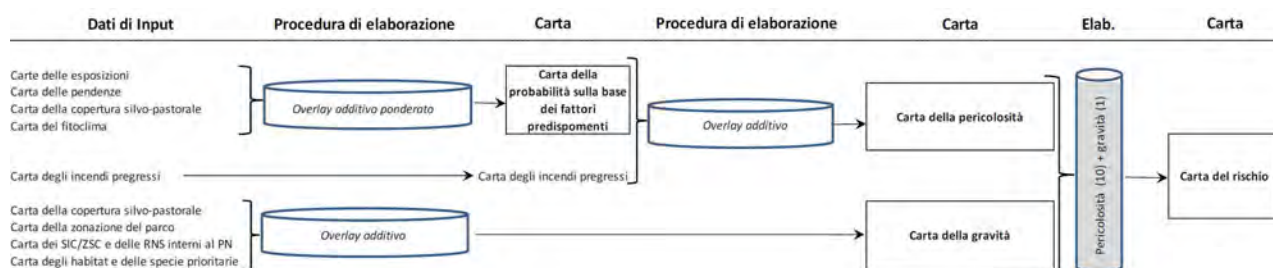 Dati di Input
Procedura di elaborazione
Carta
Procedura di elaborazione
Carta
Elab.
Carta
Carte delle esposizioni
Carta delle pendenze
Carta della copertura silvo-pastorale
Carta del fitoclima
Overlay additivo ponderato
Carta della
probabilità sulla base
dei fattori
predispomenti
Overlay additivo
Carta della pericolosità
Carta degli incendi pregressi
Carta degli incendi pregressi
Carta della copertura silvo-pastorale
Carta della zonazione del parco
Carta dei SIC/ZSC e delle RNS interni al PN
Carta degli habitat e delle specie prioritarie
Overlay additivo
Carta della gravità
Pericolosità (10) + gravità (1)
Carta del rischio